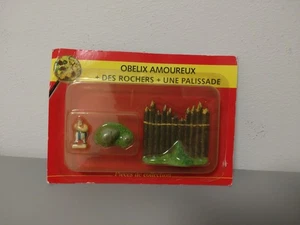 OBELIX AMOUREUX
+ DES ROCHERS + UNE PALISSADE